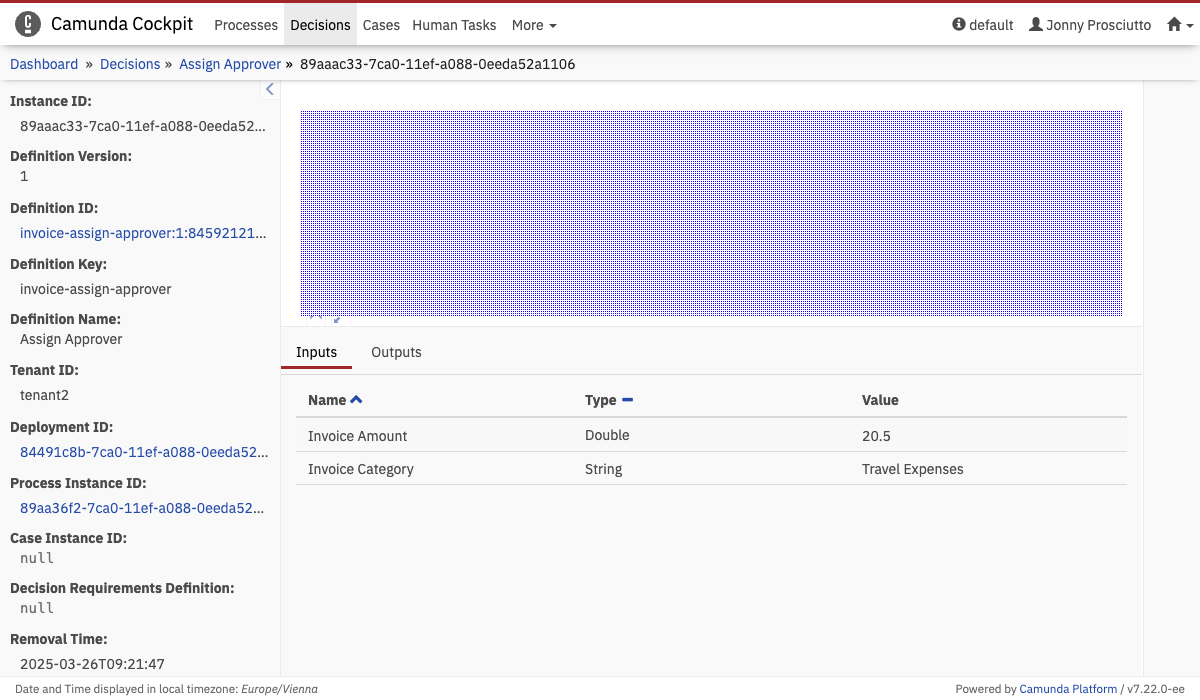 Camunda Cockpit Processes Decisions Cases Human Tasks More default Jonny Prosciutto
Dashboard » Decisions » Assign Approver » 89aaac33-7ca0-11ef-a088-0eeda52a1106
Instance ID:
89aaac33-7ca0-11ef-a088-0eeda52...
Definition Version:
1
Definition ID:
invoice-assign-approver:1:84592121...
Definition Key:
invoice-assign-approver
Definition Name:
Assign Approver
Tenant ID:
tenant2
Deployment ID:
84491c8b-7ca0-11ef-a088-0eeda52...
Process Instance ID:
89aa36f2-7ca0-11ef-a088-0eeda52...
Case Instance ID:
null
Decision Requirements Definition:
null
Removal Time:
2025-03-26T09:21:47
Inputs Outputs
Name Type Value
Invoice Amount Double 20.5
Invoice Category String Travel Expenses
Date and Time displayed in local timezone: Europe/Vienna
Powered by Camunda Platform / v7.22.0-ee